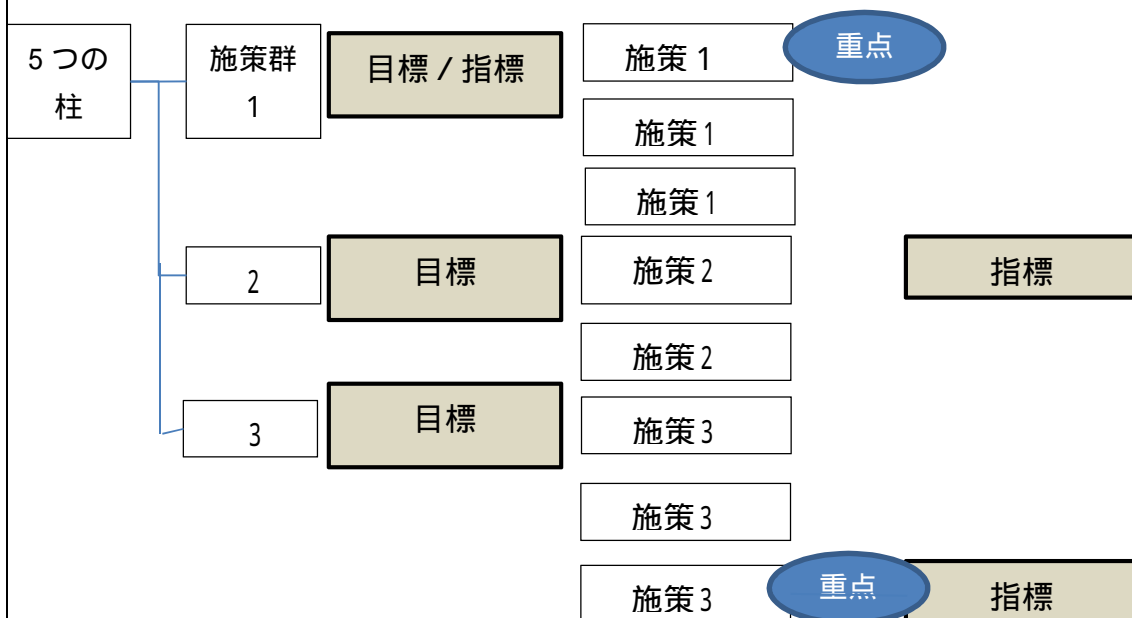 5つの
柱
施策群
1
目標/指標
施策1
重点
施策1
施策1
2
目標
施策2
指標
施策2
3
目標
施策3
施策3
施策3
重点
指標